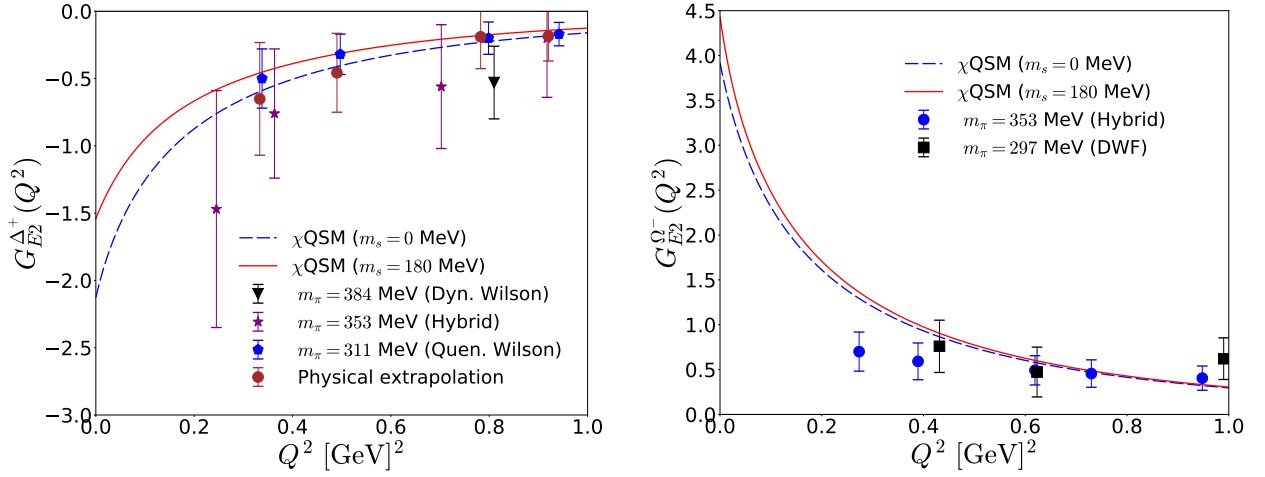 0.0
−0.5
−1.0
−1.5
−2.0
−2.5
−3.0
0.0
0.2
0.4
0.6
0.8
1.0
Q² [GeV]²
G_{E2}^{Δ⁺}(Q²)
χQSM (m_s = 0 MeV)
χQSM (m_s = 180 MeV)
m_π = 384 MeV (Dyn. Wilson)
m_π = 353 MeV (Hybrid)
m_π = 311 MeV (Quen. Wilson)
Physical extrapolation
4.5
4.0
3.5
3.0
2.5
2.0
1.5
1.0
0.5
0.0
0.0
0.2
0.4
0.6
0.8
1.0
Q² [GeV]²
G_{E2}^{Ω⁻}(Q²)
χQSM (m_s = 0 MeV)
χQSM (m_s = 180 MeV)
m_π = 353 MeV (Hybrid)
m_π = 297 MeV (DWF)